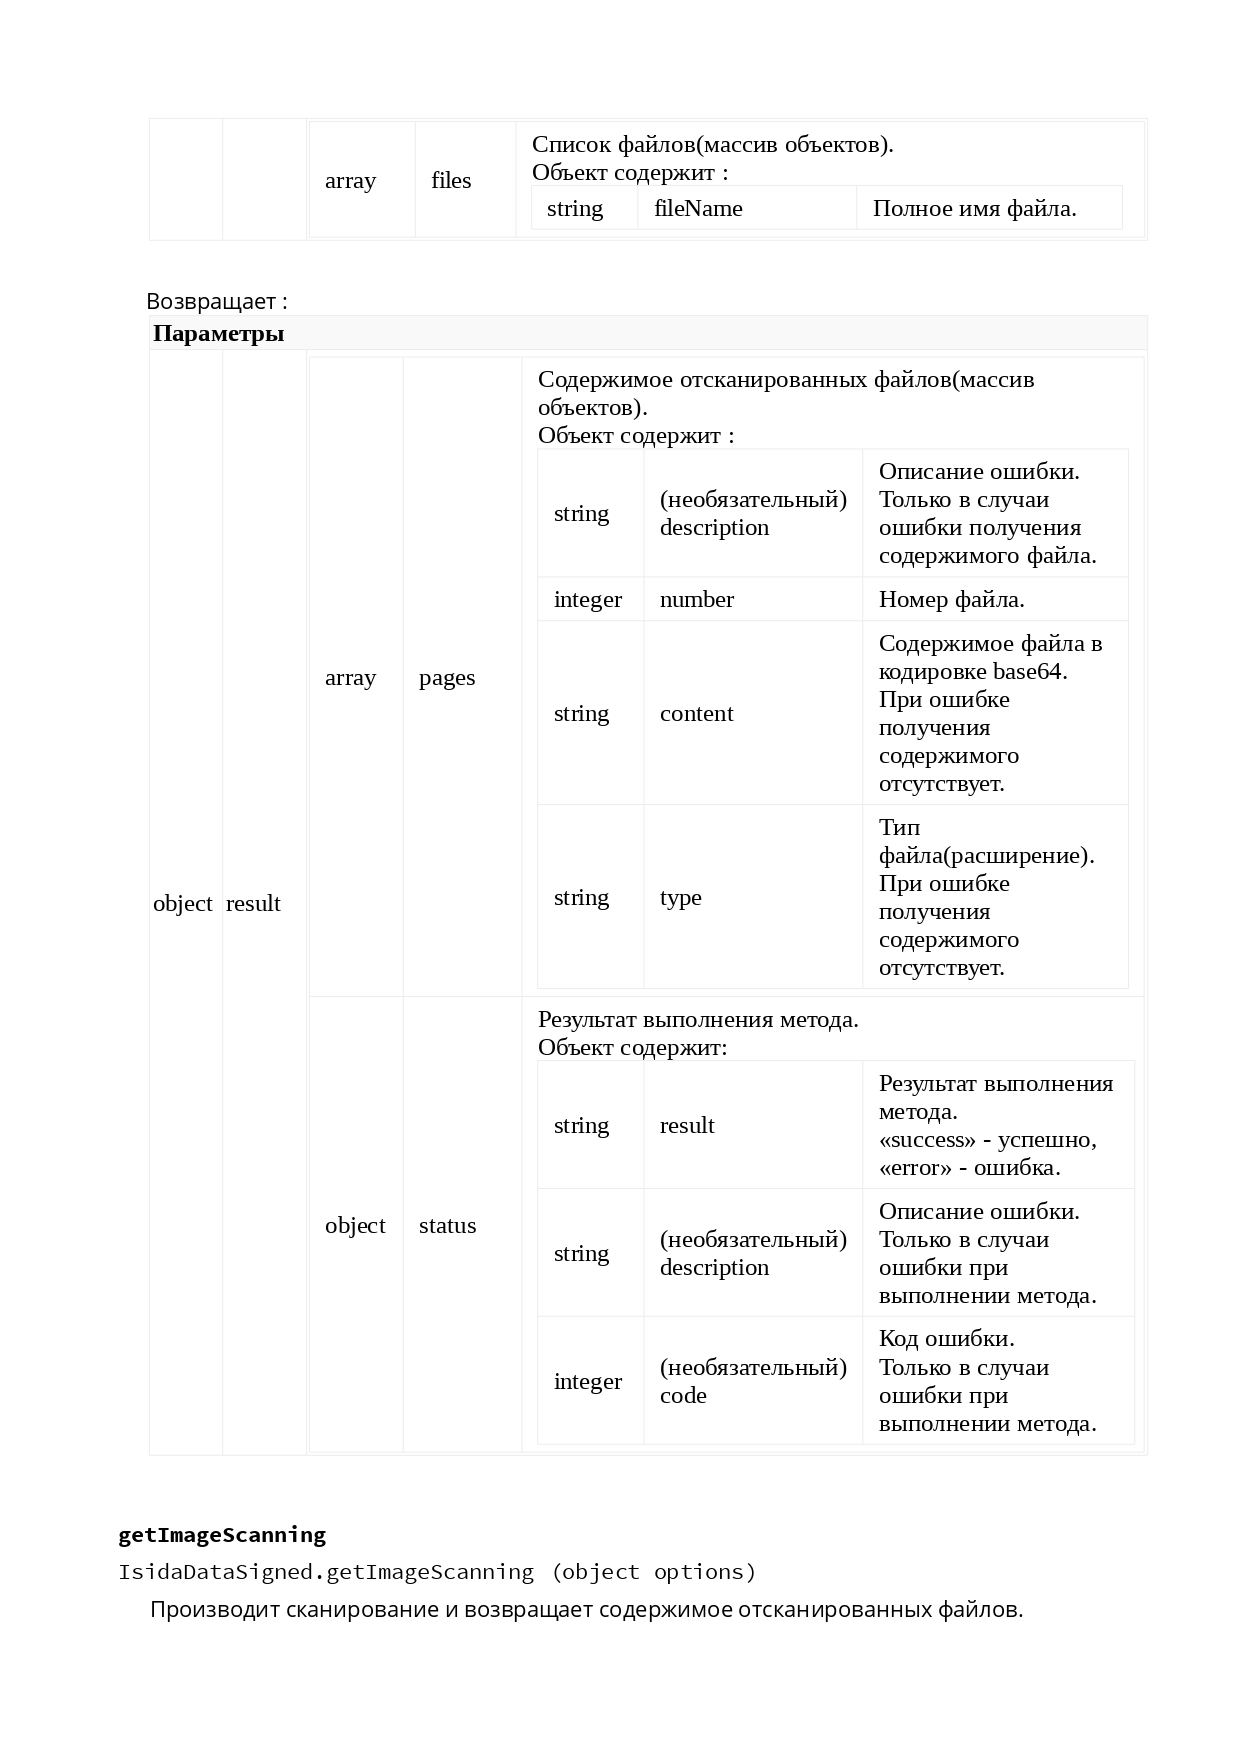 Список файлов(массив объектов).
Объект содержит :
array
files
string
fileName
Полное имя файла.
Возвращает :
Параметры
Содержимое отсканированных файлов(массив
объектов).
Объект содержит :
string
(необязательный)
description
Описание ошибки.
Только в случаи
ошибки получения
содержимого файла.
integer
number
Номер файла.
array
pages
string
content
Содержимое файла в
кодировке base64.
При ошибке
получения
содержимого
отсутствует.
string
type
Тип
файла(расширение).
При ошибке
получения
содержимого
отсутствует.
object
result
Результат выполнения метода.
Объект содержит:
string
result
Результат выполнения
метода.
«success» - успешно,
«error» - ошибка.
object
status
string
(необязательный)
description
Описание ошибки.
Только в случаи
ошибки при
выполнении метода.
integer
(необязательный)
code
Код ошибки.
Только в случаи
ошибки при
выполнении метода.
getImageScanning
IsidaDataSigned.getImageScanning (object options)
Производит сканирование и возвращает содержимое отсканированных файлов.